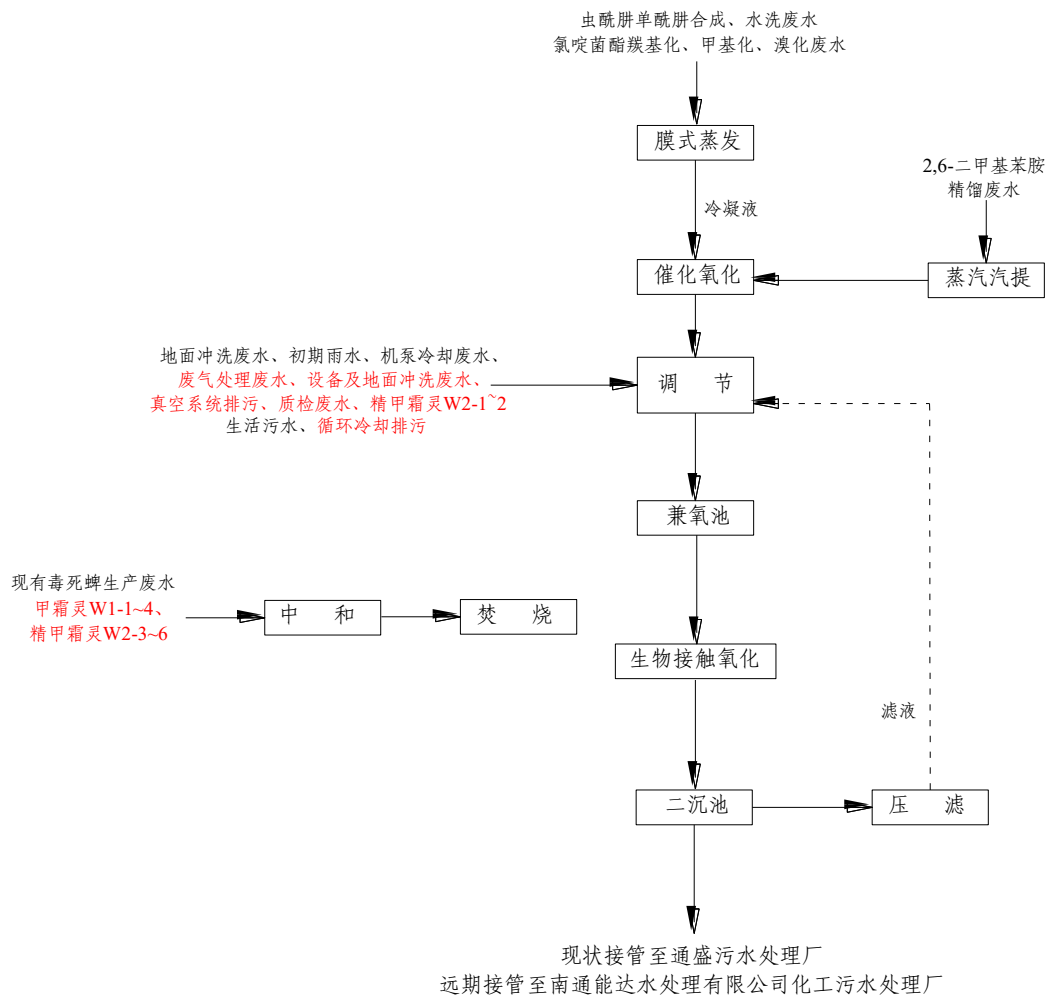 虫酰肼单酰肼合成、水洗废水
氯啶菌酯羰基化、甲基化、溴化废水
膜式蒸发
2,6-二甲基苯胺
精馏废水
冷凝液
催化氧化
蒸汽汽提
地面冲洗废水、初期雨水、机泵冷却废水、
废气处理废水、设备及地面冲洗废水、
真空系统排污、质检废水、精甲霜灵W2-1~2
生活污水、循环冷却排污
调 节
兼氧池
现有毒死蜱生产废水
甲霜灵W1-1~4、
精甲霜灵W2-3~6
中 和
焚 烧
生物接触氧化
滤液
二沉池
压 滤
现状接管至通盛污水处理厂
远期接管至南通能达水处理有限公司化工污水处理厂